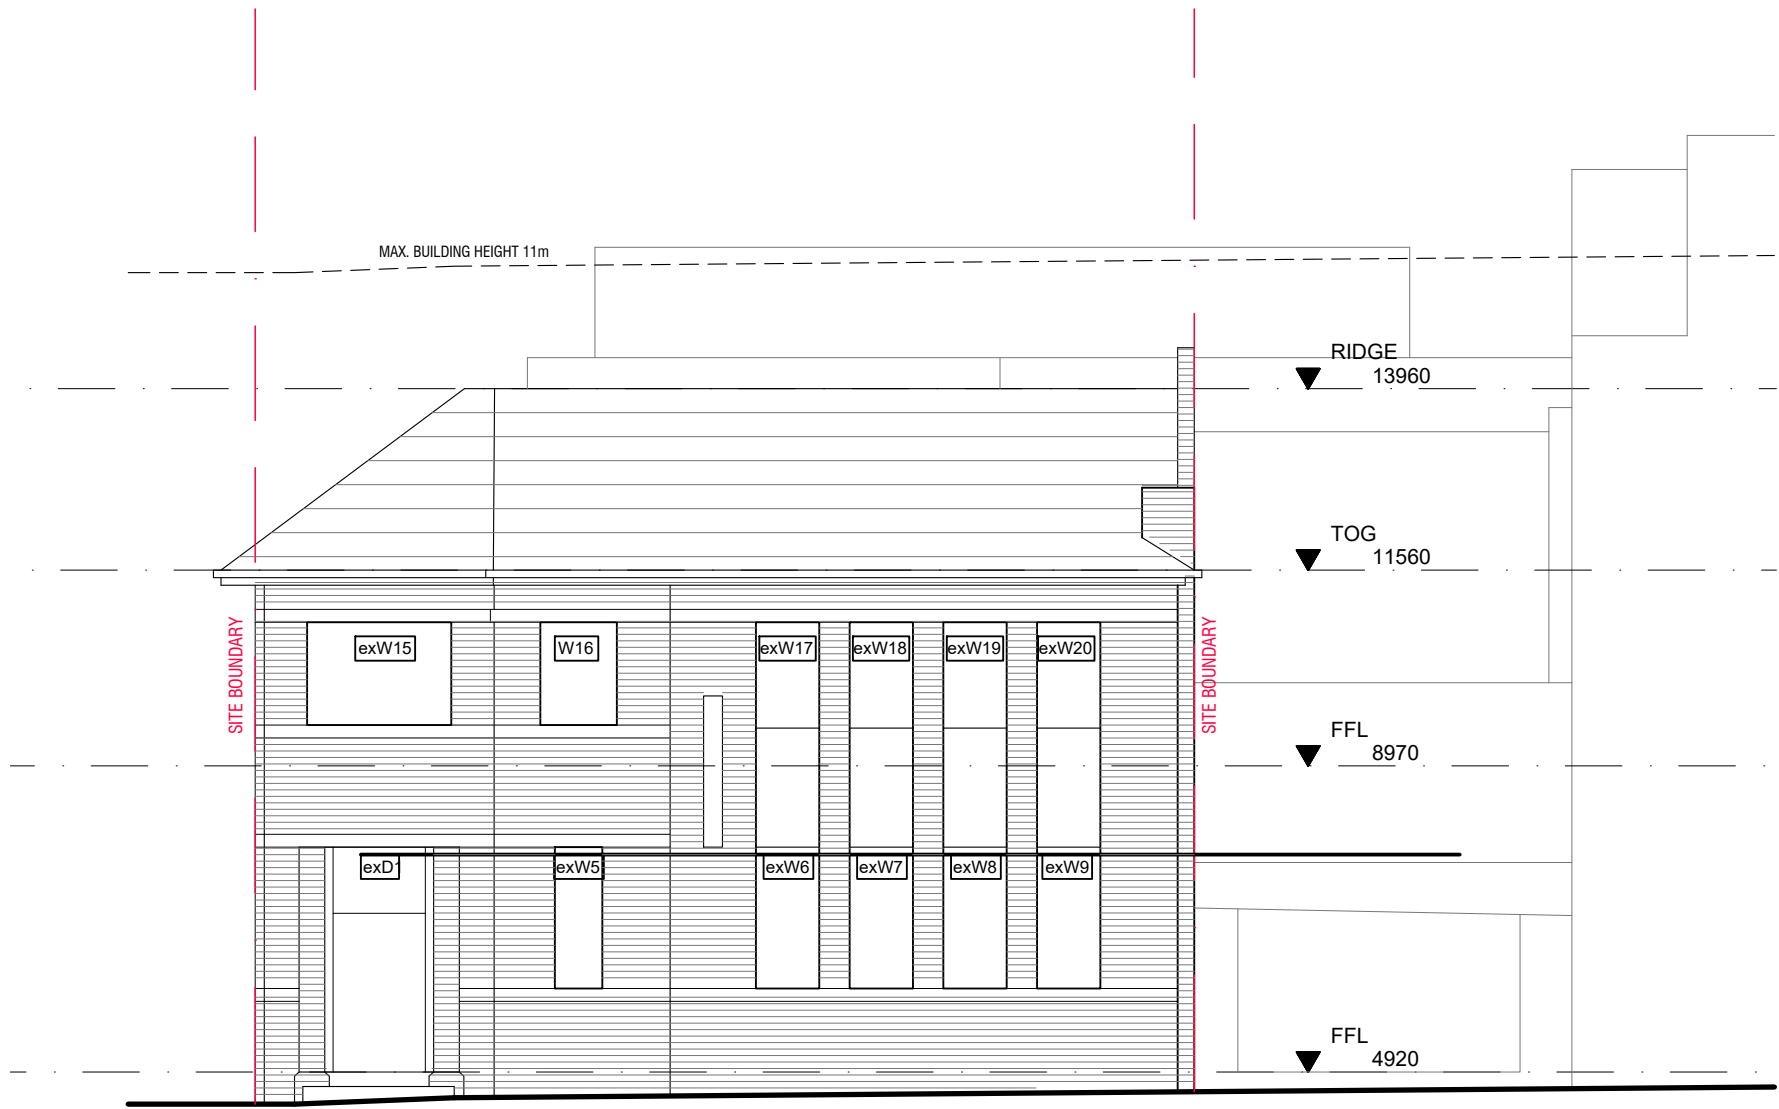 MAX. BUILDING HEIGHT 11m
RIDGE
13960
TOG
11560
SITE BOUNDARY
exW15
W16
exW17
exW18
exW19
exW20
SITE BOUNDARY
FFL
8970
exD1
exW5
exW6
exW7
exW8
exW9
FFL
4920